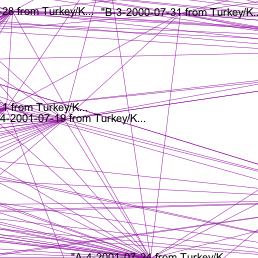 28 from Turkey/K... "B-3-2000-07-31 from Turkey/K...
1 from Turkey/K...
4-2001-07-19 from Turkey/K...
"A-4-2001-07-24 from Turkey/K...